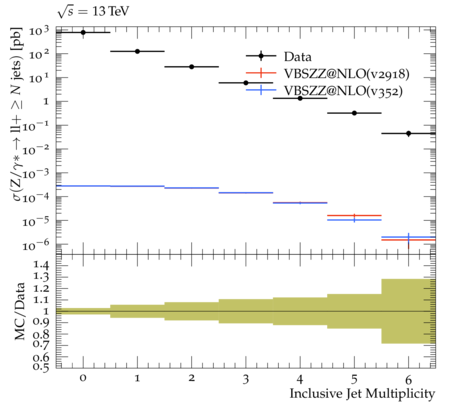 √s = 13 TeV
σ(Z/γ∗ → ll+ ≥ N jets) [pb]
10³
10²
10¹
1
10⁻¹
10⁻²
10⁻³
10⁻⁴
10⁻⁵
10⁻⁶
Data
VBSZZ@NLO(v2918)
VBSZZ@NLO(v352)
MC/Data
1.4
1.3
1.2
1.1
1
0.9
0.8
0.7
0.6
0.5
0 1 2 3 4 5 6
Inclusive Jet Multiplicity